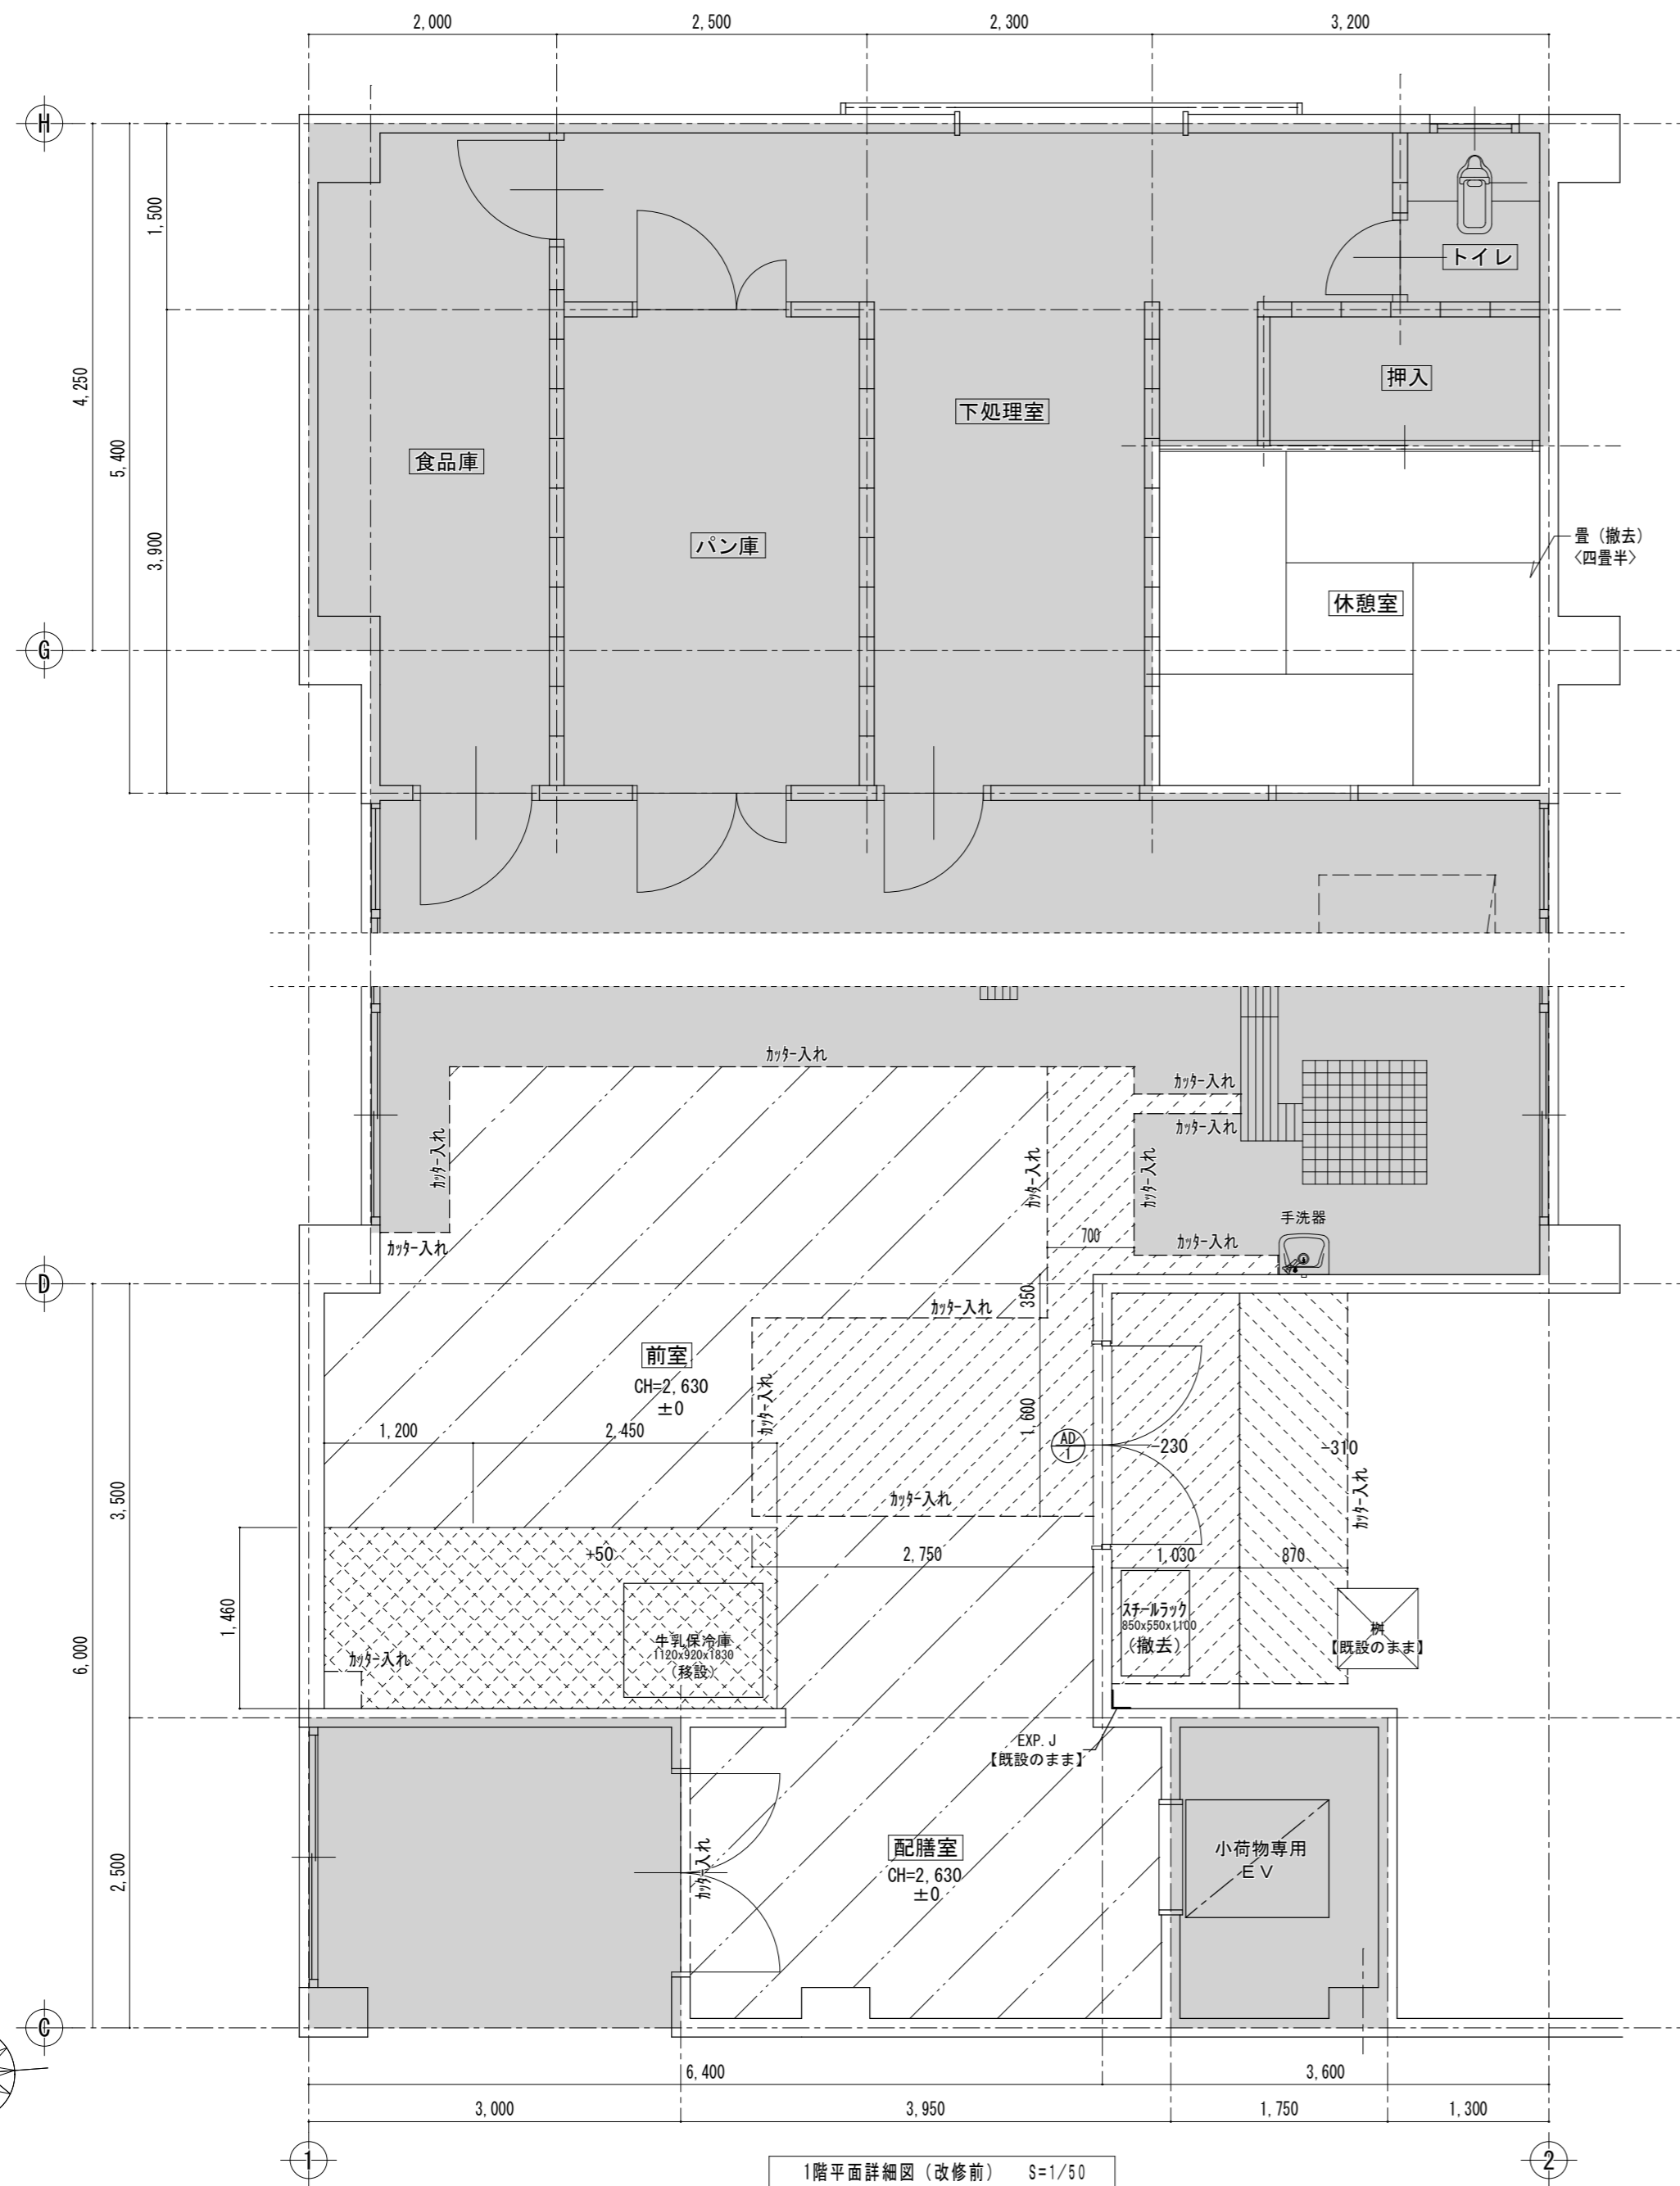 2,000
2,500
2,300
3,200
H
1,500
トイレ
4,250
押入
下処理室
5,400
食品庫
3,900
パン庫
畳（撤去）
〈四畳半〉
休憩室
G
カッター入れ
カッター入れ
カッター入れ
カッター入れ
カッター入れ
カッター入れ
手洗器
カッター入れ
カッター入れ
700
D
350
カッター入れ
前室
CH=2,630
±0
カッター入れ
1,600
1,200
2,450
AD
1
-230
-310
カッター入れ
カッター入れ
3,500
+50
2,750
1,030
870
1,460
スチールラック
850x550x1100
（撤去）
桝
【既設のまま】
牛乳保冷庫
1120x920x1830
（移設）
カッター入れ
6,000
EXP.J
【既設のまま】
配膳室
CH=2,630
±0
カッター入れ
小荷物専用
ＥＶ
2,500
C
6,400
3,600
3,000
3,950
1,750
1,300
1
2
1階平面詳細図（改修前） S=1/50